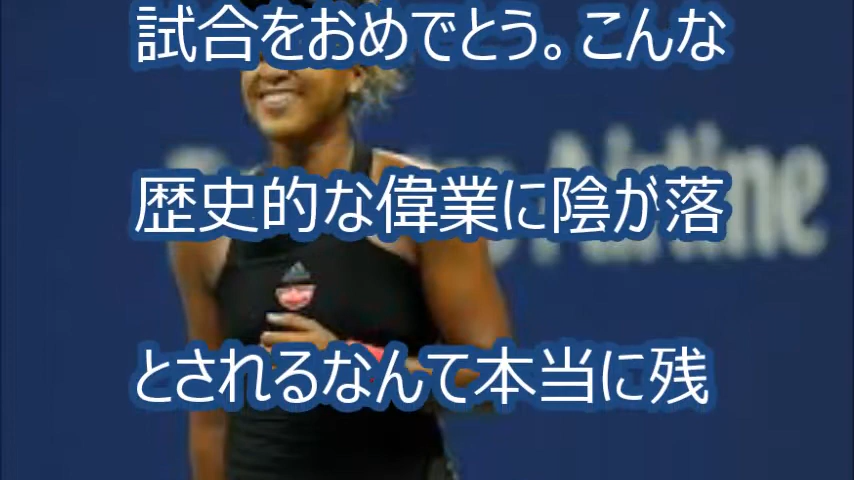 試合をおめでとう。こんな
歴史的な偉業に陰が落
Airline
とされるなんて本当に残